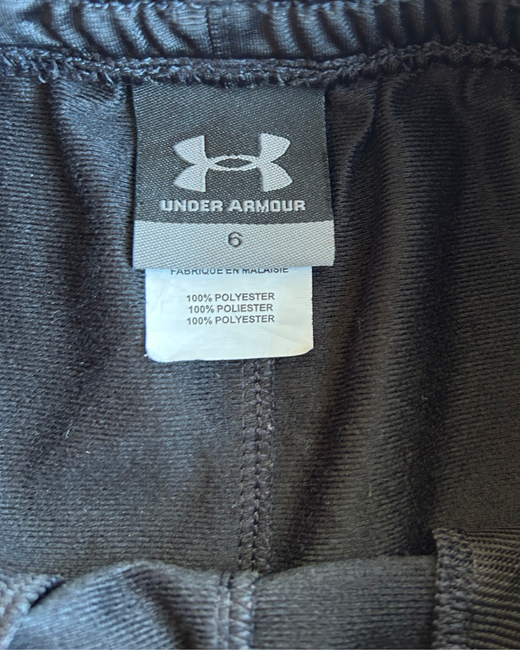 UNDER ARMOUR
6
FABRIQUE EN MALAISIE
100% POLYESTER
100% POLIESTER
100% POLYESTER